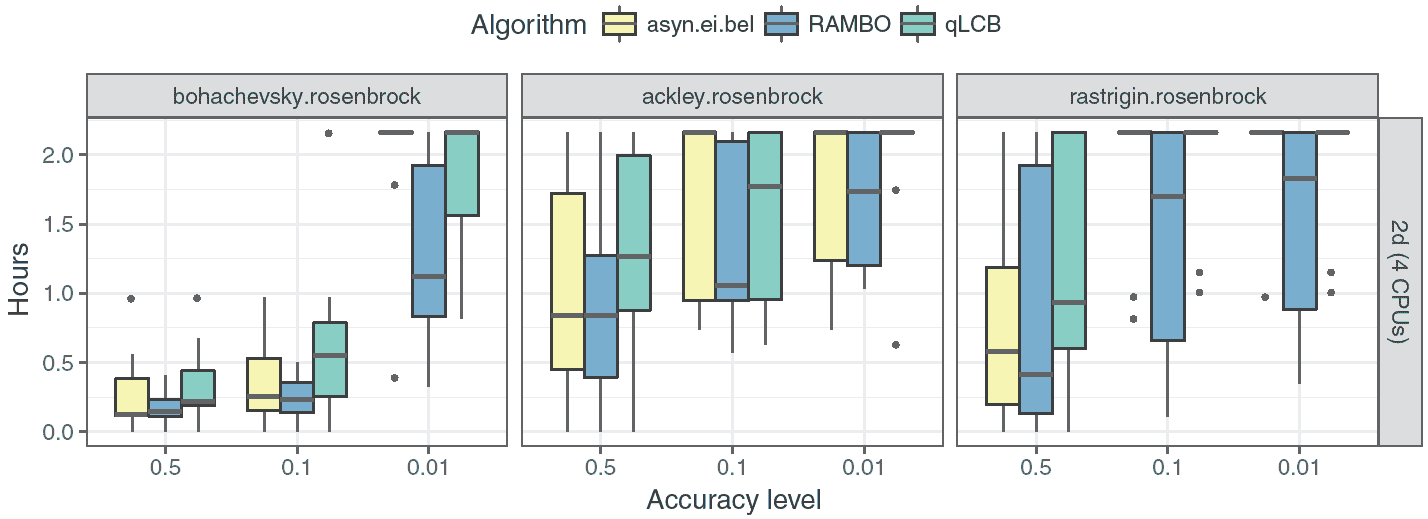 Algorithm asyn.ei.bel RAMBO qLCB
bohachevsky.rosenbrock ackley.rosenbrock rastrigin.rosenbrock
Hours
2.0
1.5
1.0
0.5
0.0
2d (4 CPUs)
0.5 0.1 0.01 0.5 0.1 0.01 0.5 0.1 0.01
Accuracy level